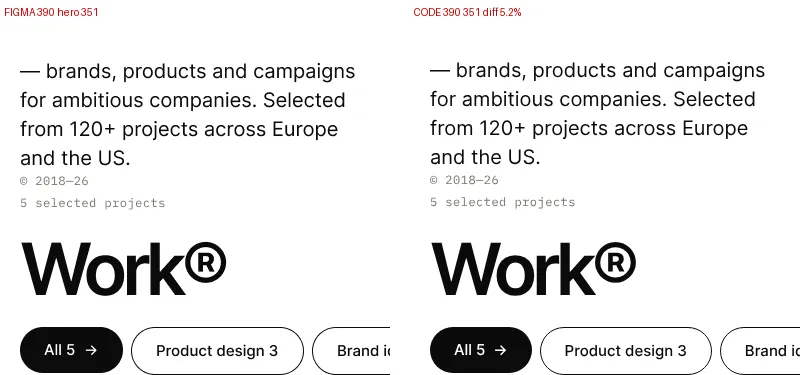 FIGMA 390 hero 351
— brands, products and campaigns
for ambitious companies. Selected
from 120+ projects across Europe
and the US.
© 2018—26
5 selected projects
Work®
All 5 →
Product design 3
Brand i
CODE 390 351 diff 5.2%
— brands, products and campaigns
for ambitious companies. Selected
from 120+ projects across Europe
and the US.
© 2018—26
5 selected projects
Work®
All 5 →
Product design 3
Brand ic